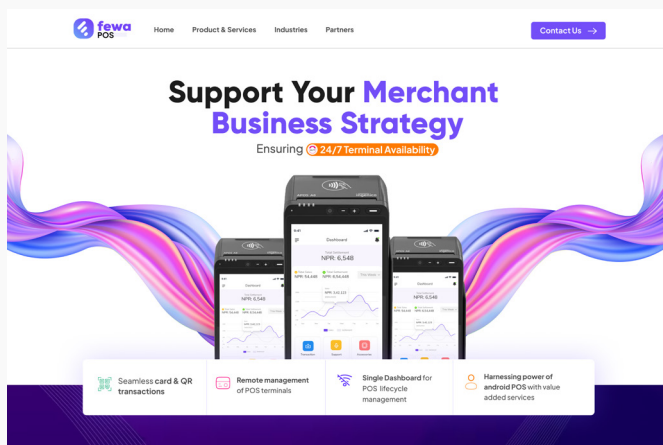 fewa
POS
Home Product & Services Industries Partners
Contact Us
Support Your Merchant
Business Strategy
Ensuring 24/7 Terminal Availability
Dashboard
NPR: 6,548
Dashboard
NPR: 6,548
Dashboard
NPR: 6,548
Seamless card & QR
transactions
Remote management
of POS terminals
Single Dashboard for
POS lifecycle
management
Harnessing power of
android POS with value
added services